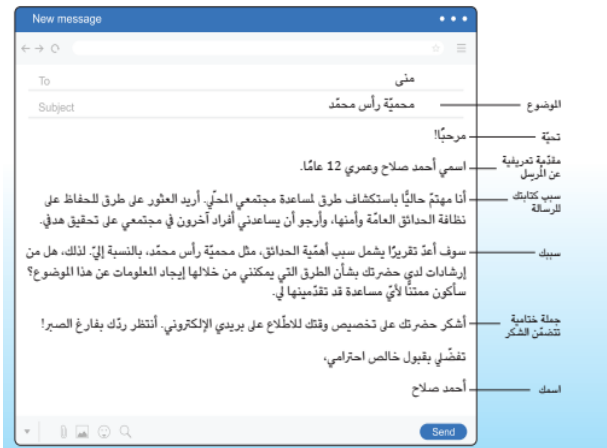 New message
To
منى
Subject
محميّة رأس محمّد
الموضوع
مرحبًا!
تحيّة
اسمي أحمد صلاح وعمري 12 عامًا.
مقدّمة تعريفية
عن المُرسِل
أنا مهتمّ حاليًّا باستكشاف طرق لمساعدة مجتمعي المحلّي. أريد العثور على طرق للحفاظ على
نظافة الحدائق العامّة وأمنها، وأرجو أن يساعدني أفراد آخرون في مجتمعي على تحقيق هدفي.
سبب كتابتك
للرسالة
سوف أعدّ تقريرًا يشمل سبب أهمّية الحدائق، مثل محميّة رأس محمّد، بالنسبة إليّ. لذلك، هل من
إرشادات لدى حضرتك بشأن الطرق التي يمكنني من خلالها إيجاد المعلومات عن هذا الموضوع؟
سأكون ممتنًّا لأيّ مساعدة قد تقدّمينها لي.
سببك
أشكر حضرتك على تخصيص وقتك للاطّلاع على بريدي الإلكتروني. أنتظر ردّك بفارغ الصبر!
جملة ختامية
تتضمّن الشكر
تفضّلي بقبول خالص احترامي،
أحمد صلاح
اسمك
Send